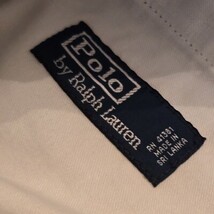 Polo
by Ralph Lauren
RN 41381
MADE IN
SRI LANKA